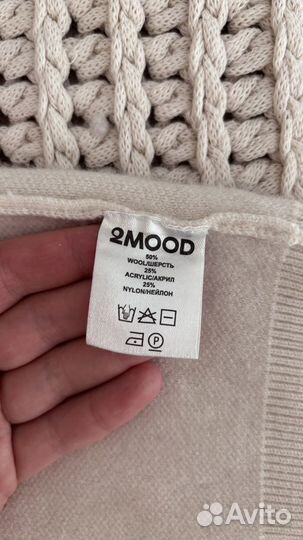 2MOOD
50%
WOOL/ШЕРСТЬ
25%
ACRYLIC/АКРИЛ
25%
NYLON/НЕЙЛОН
P
Avito